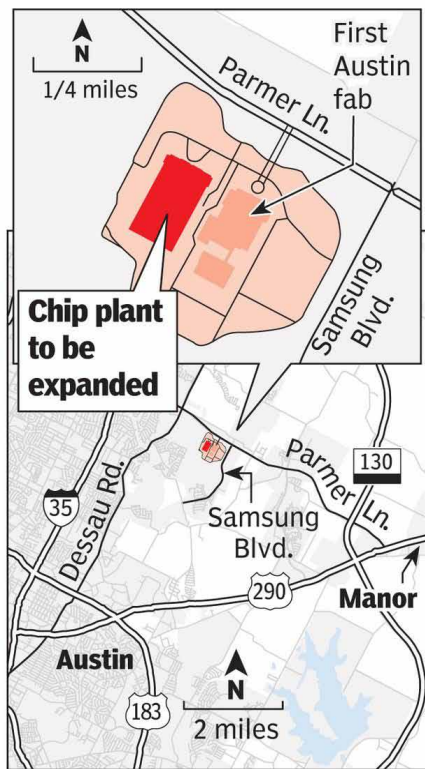 First
Austin
fab
N
1/4 miles
Parmer Ln.
Samsung
Blvd.
Chip plant
to be
expanded
130
35
Dessau Rd.
Parmer Ln.
Samsung
Blvd.
290
Manor
Austin
N
183
2 miles